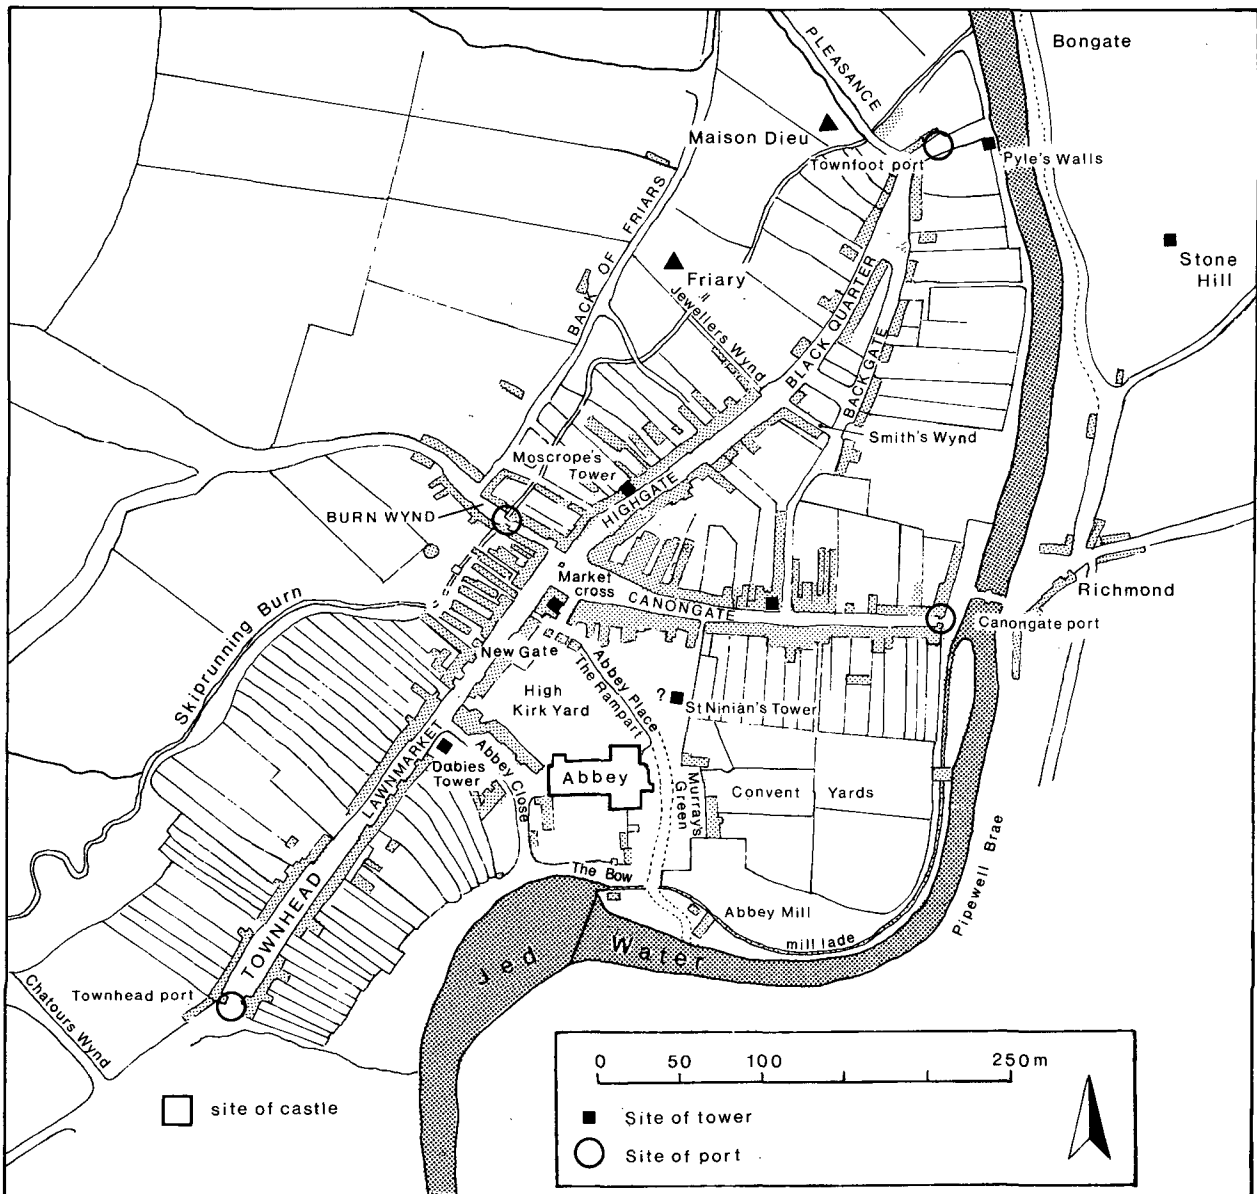 Bongate
PLEASANCE
Maison Dieu
Townfoot port
Pyle's Walls
BACK OF FRIARS
Stone
Hill
Friary
Jewellers Wynd
BLACK QUARTER
BACKGATE
Smith's Wynd
Moscrope's
Tower
HIGHGATE
BURN WYND
Market
cross
CANONGATE
Richmond
Canongate port
Skiprunning Burn
New Gate
Abbey Place
The Rampart
High
Kirk Yard
?
St Ninian's Tower
LAWNMARKET
Dabies
Tower
Abbey Close
Abbey
Murray's
Green
Convent Yards
The Bow
Abbey Mill
mill lade
Pipewell Brae
Jed Water
TOWNHEAD
Townhead port
Chatours Wynd
site of castle
0 50 100 250m
Site of tower
Site of port